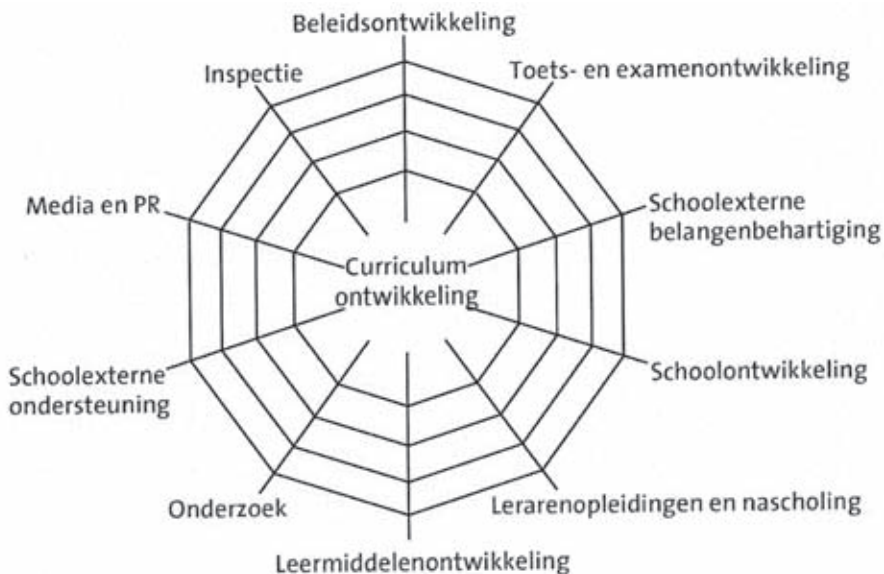 Beleidsontwikkeling
Inspectie
Toets- en examenontwikkeling
Media en PR
Schoolexterne
belangenbehartiging
Curriculum
ontwikkeling
Schoolexterne
ondersteuning
Schoolontwikkeling
Onderzoek
Lerarenopleidingen en nascholing
Leermiddelenontwikkeling